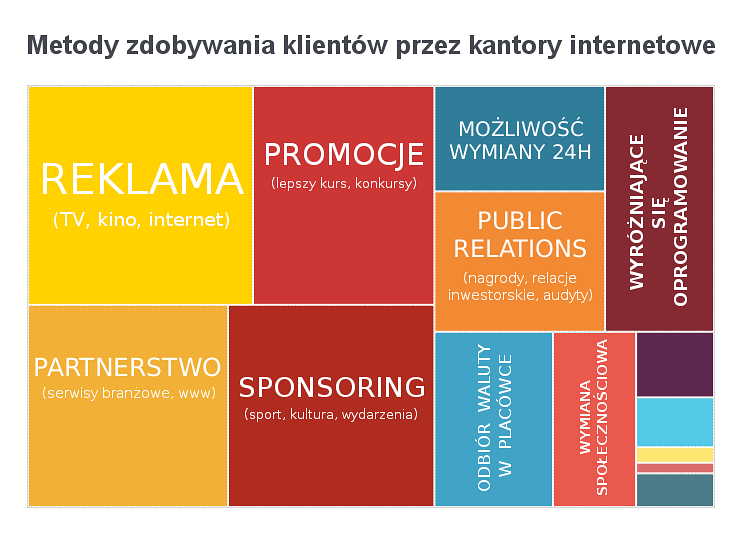 Metody zdobywania klientów przez kantory internetowe
REKLAMA
(TV, kino, internet)
PROMOCJE
(lepszy kurs, konkursy)
MOŻLIWOŚĆ
WYMIANY 24H
PUBLIC
RELATIONS
(nagrody, relacje
inwestorskie, audyty)
WYRÓŻNIAJĄCE
SIĘ
OPROGRAMOWANIE
PARTNERSTWO
(serwisy branżowe, www)
SPONSORING
(sport, kultura, wydarzenia)
ODBIÓR WALUTY
W PLACÓWCE
WYMIANA
SPOŁECZNOŚCIOWA